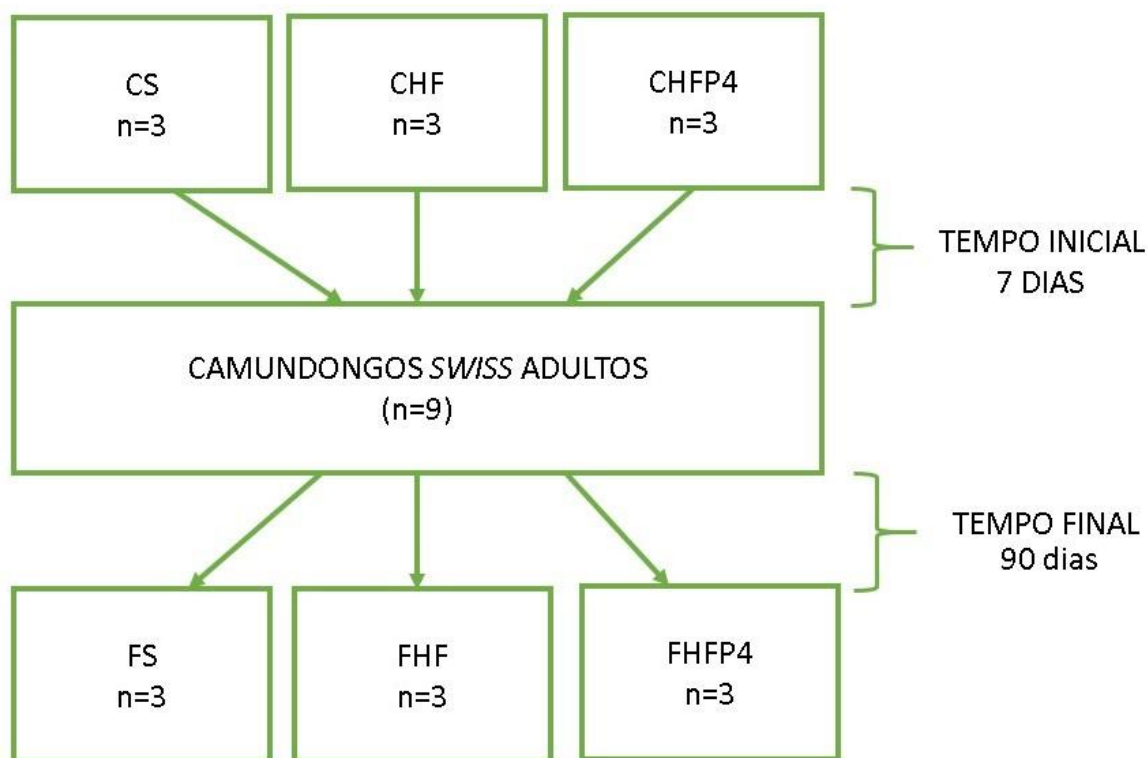 CS
n=3
CHF
n=3
CHFP4
n=3
TEMPO INICIAL
7 DIAS
CAMUNDONGOS SWISS ADULTOS
(n=9)
TEMPO FINAL
90 dias
FS
n=3
FHF
n=3
FHFP4
n=3